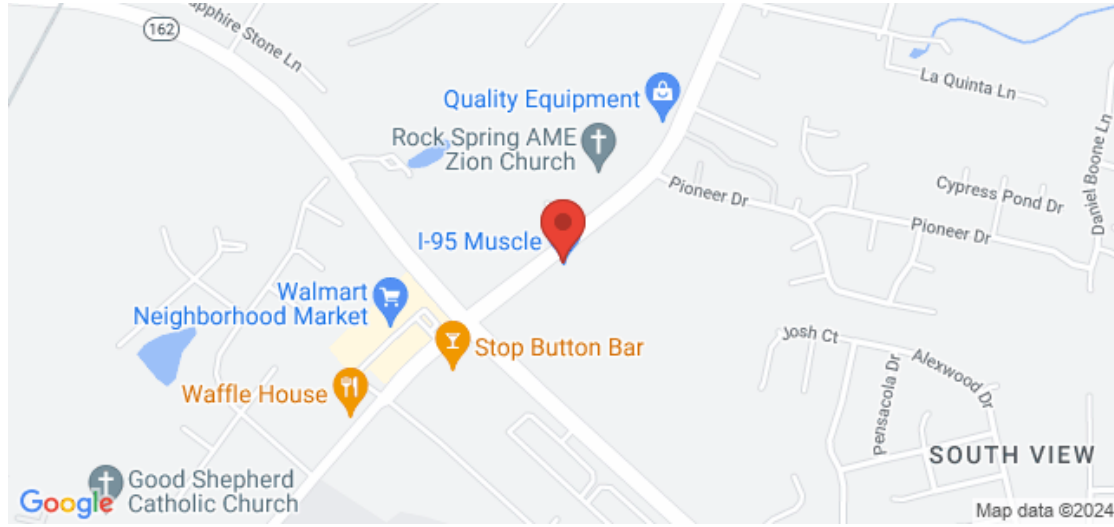 162
Sapphire Stone Ln
La Quinta Ln
Quality Equipment
Rock Spring AME
Zion Church
Pioneer Dr
Cypress Pond Dr
Daniel Boone Ln
Pioneer Dr
I-95 Muscle
Walmart
Neighborhood Market
Stop Button Bar
Josh Ct
Alexwood Dr
Pensacola Dr
Waffle House
SOUTH VIEW
Good Shepherd
Catholic Church
Google
Map data ©2024